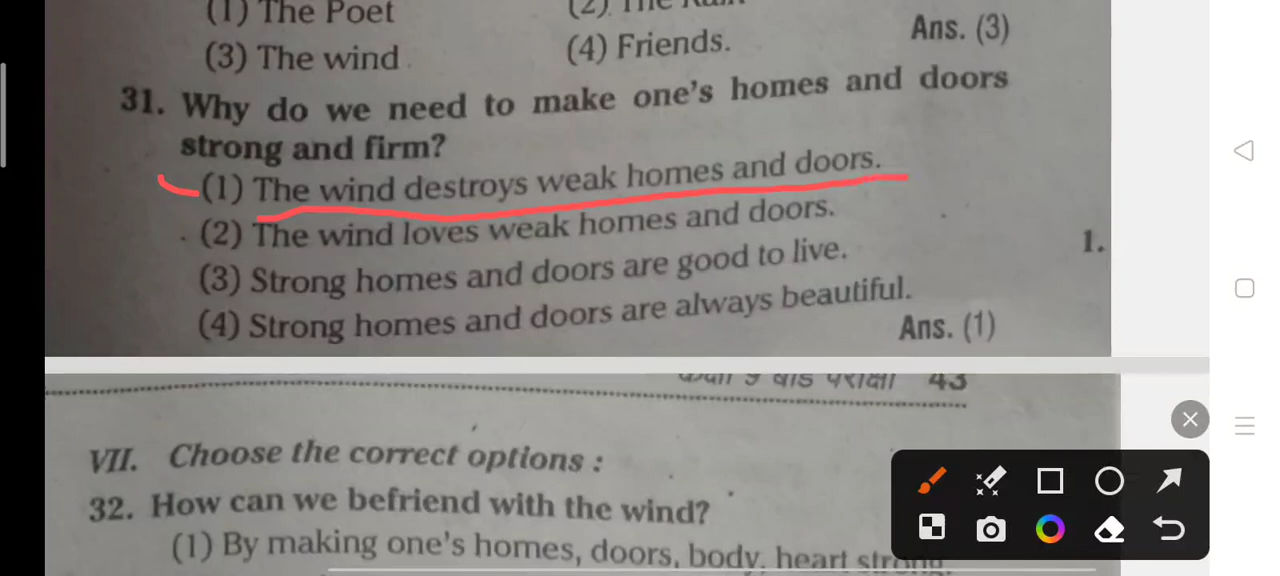 (1) The Poet
(2) The Rain
(3) The wind
(4) Friends.
Ans. (3)
31. Why do we need to make one's homes and doors
strong and firm?
(1) The wind destroys weak homes and doors.
(2) The wind loves weak homes and doors.
(3) Strong homes and doors are good to live.
(4) Strong homes and doors are always beautiful.
Ans. (1)
1.
43
VII. Choose the correct options :
32. How can we befriend with the wind?
(1) By making one's homes, doors, body, heart strong.